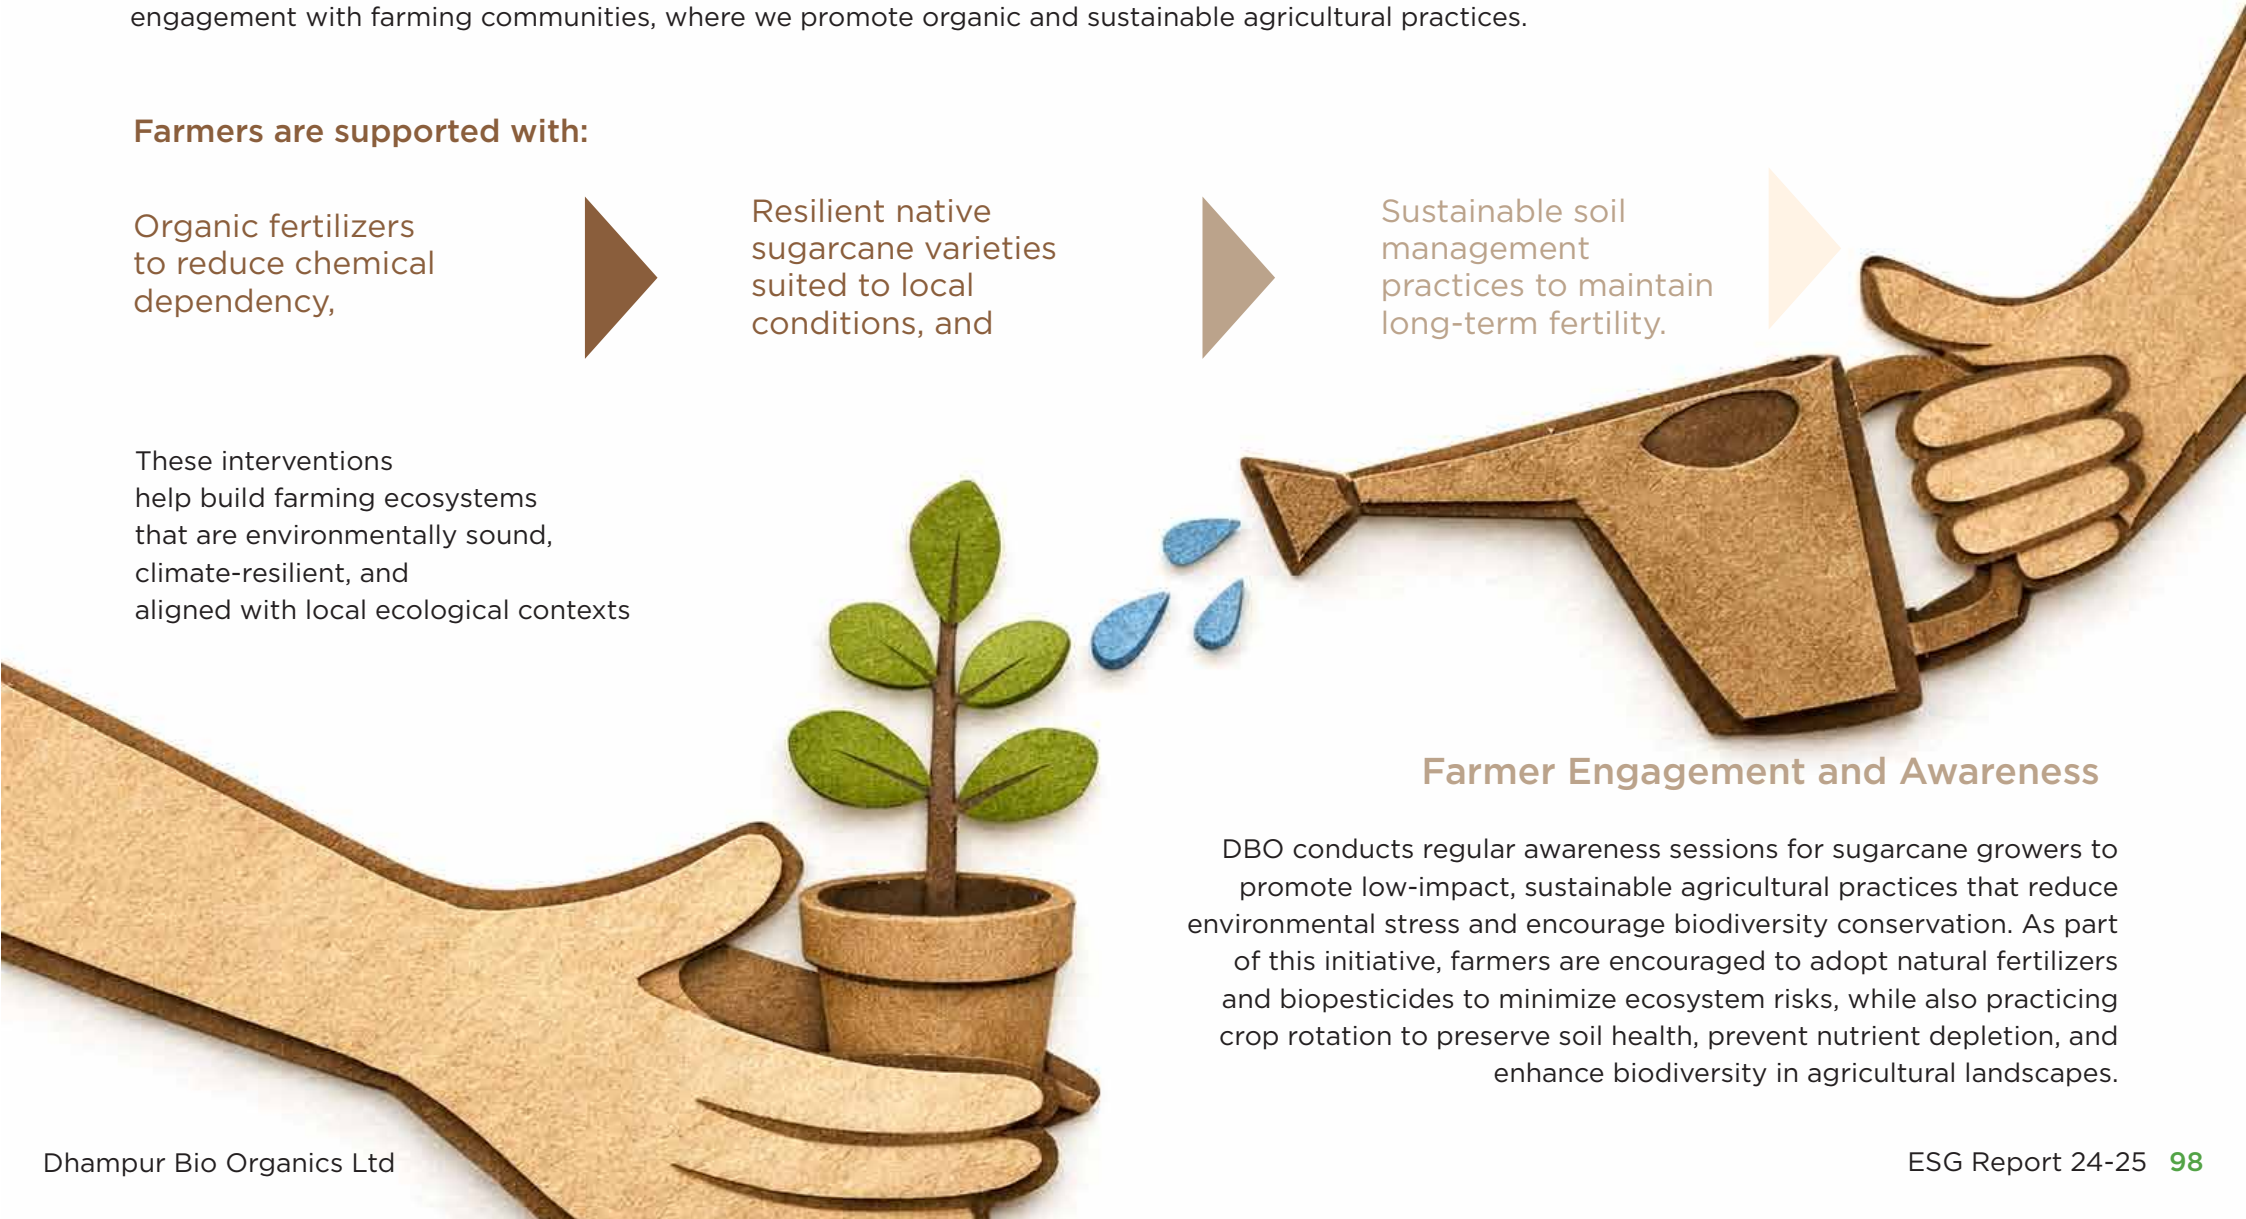 engagement with farming communities, where we promote organic and sustainable agricultural practices.
Farmers are supported with:
Organic fertilizers
to reduce chemical
dependency,
Resilient native
sugarcane varieties
suited to local
conditions, and
Sustainable soil
management
practices to maintain
long-term fertility.
These interventions
help build farming ecosystems
that are environmentally sound,
climate-resilient, and
aligned with local ecological contexts
Farmer Engagement and Awareness
DBO conducts regular awareness sessions for sugarcane growers to
promote low-impact, sustainable agricultural practices that reduce
environmental stress and encourage biodiversity conservation. As part
of this initiative, farmers are encouraged to adopt natural fertilizers
and biopesticides to minimize ecosystem risks, while also practicing
crop rotation to preserve soil health, prevent nutrient depletion, and
enhance biodiversity in agricultural landscapes.
Dhampur Bio Organics Ltd
ESG Report 24-25 98